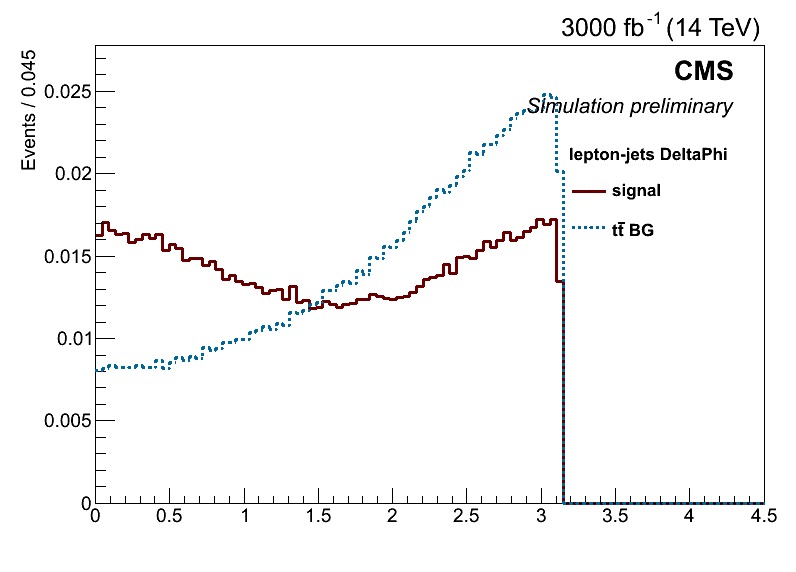 3000 fb⁻¹ (14 TeV)
Events / 0.045
CMS
Simulation preliminary
lepton-jets DeltaPhi
signal
tt̄ BG
0.025
0.02
0.015
0.01
0.005
0
0 0.5 1 1.5 2 2.5 3 3.5 4 4.5